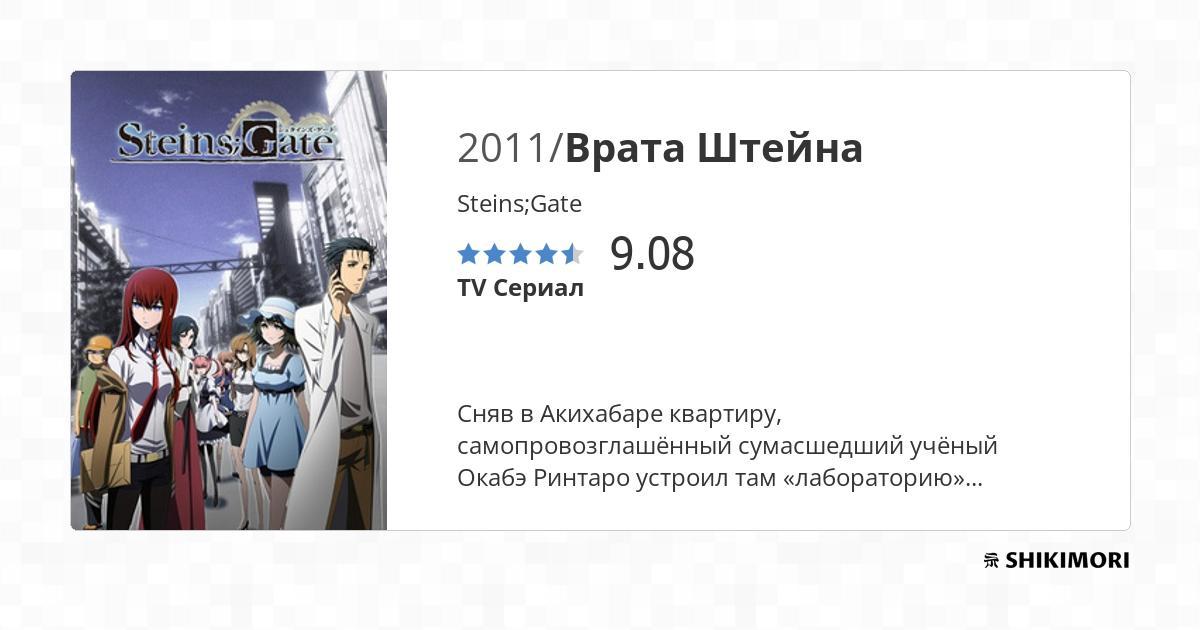 Steins;Gate
2011/Врата Штейна
Steins;Gate
9.08
TV Сериал
Сняв в Акихабаре квартиру,
самопровозглашённый сумасшедший учёный
Окабэ Ринтаро устроил там «лабораторию»...
SHIKIMORI